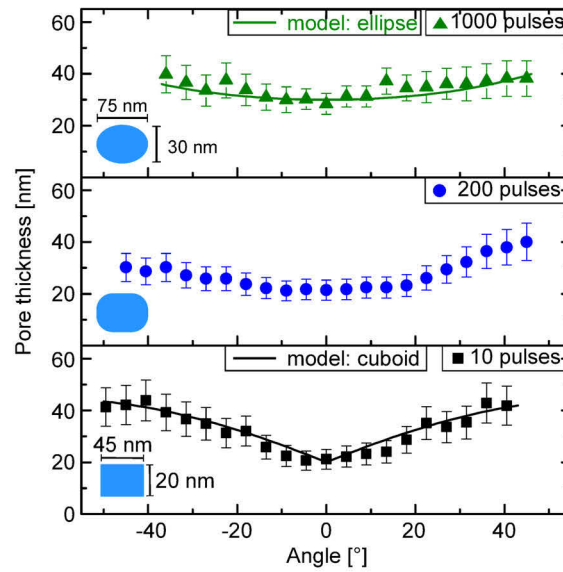 model: ellipse 1000 pulses
60
40
20
75 nm
30 nm
200 pulses
60
40
20
Pore thickness [nm]
model: cuboid 10 pulses
60
40
20
0
45 nm
20 nm
-40 -20 0 20 40
Angle [°]